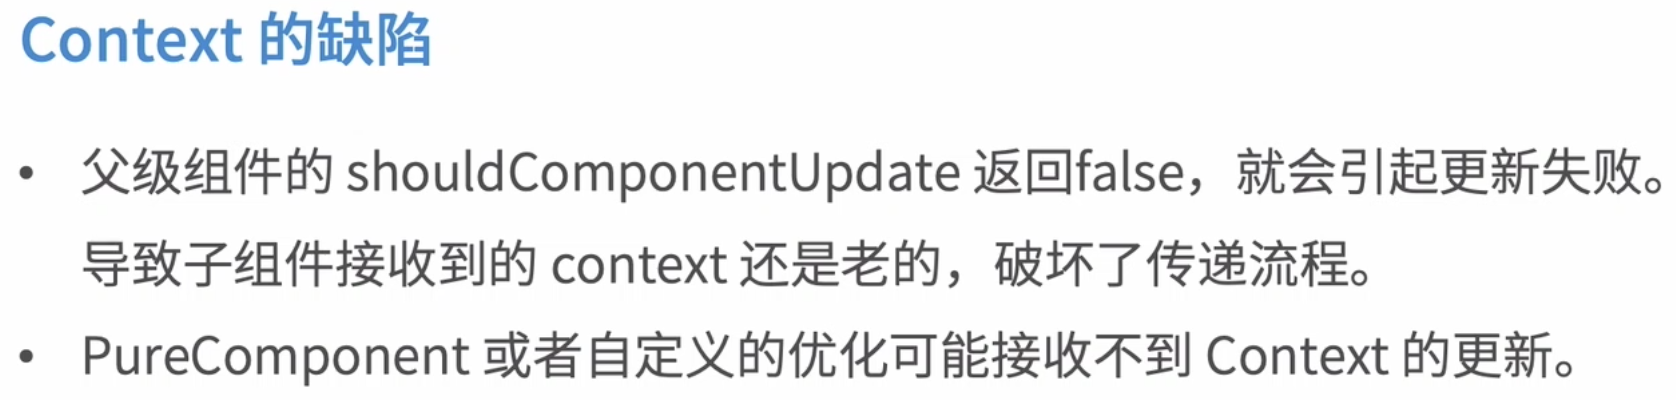 Context 的缺陷
• 父级组件的 shouldComponentUpdate 返回false，就会引起更新失败。
导致子组件接收到的 context 还是老的，破坏了传递流程。
• PureComponent 或者自定义的优化可能接收不到 Context 的更新。